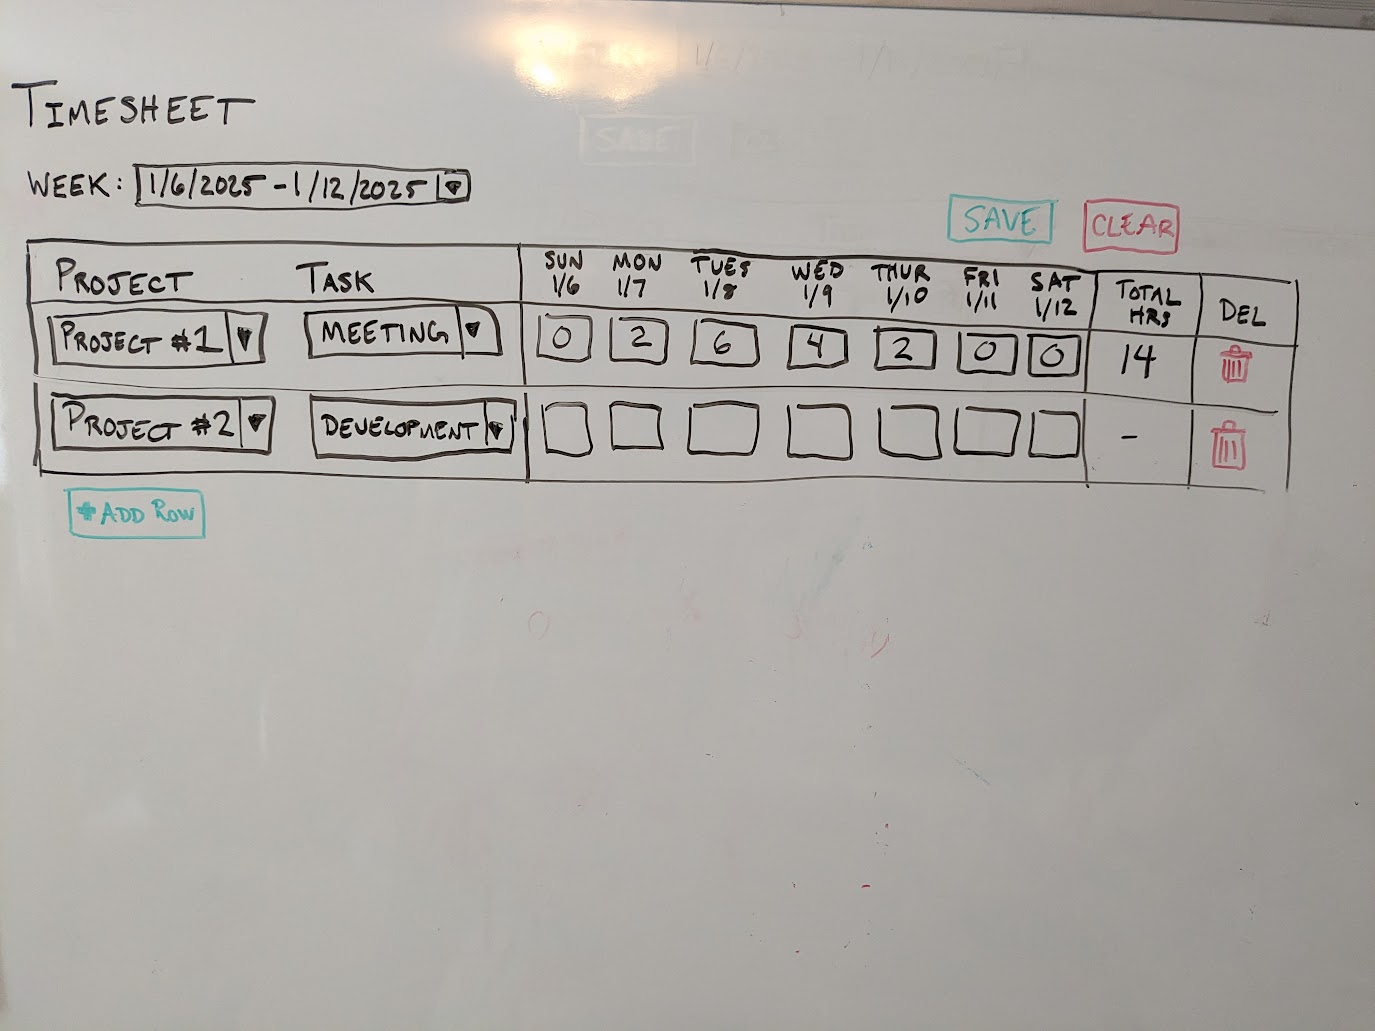 TIMESHEET
WEEK: 1/6/2025 - 1/12/2025
SAVE CLEAR
PROJECT TASK SUN 1/6 MON 1/7 TUES 1/8 WED 1/9 THUR 1/10 FRI 1/11 SAT 1/12 TOTAL HRS DEL
PROJECT #1 MEETING 0 2 6 4 2 0 0 14
PROJECT #2 DEVELOPMENT -
+ ADD ROW